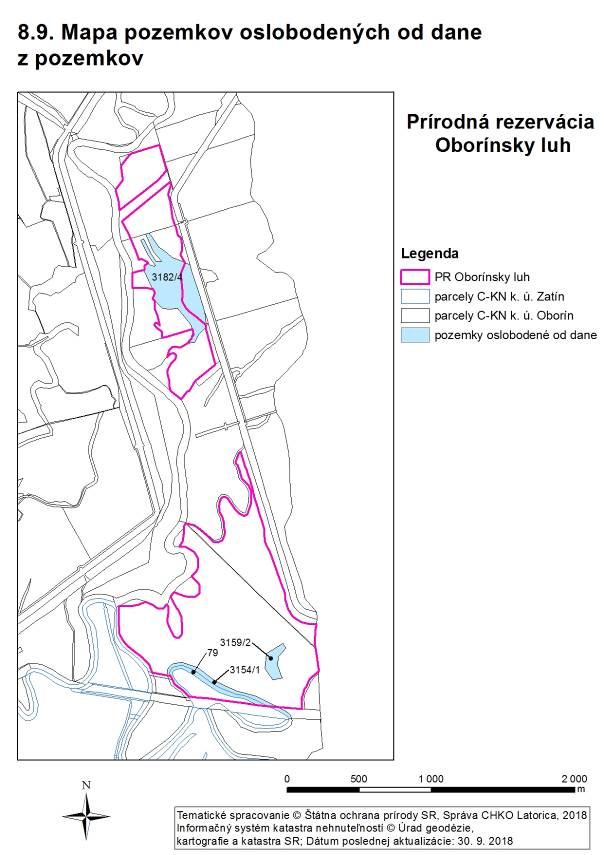 8.9. Mapa pozemkov oslobodených od dane
z pozemkov
Prírodná rezervácia
Oborínsky luh
Legenda
PR Oborínsky luh
parcely C-KN k. ú. Zatín
parcely C-KN k. ú. Oborín
pozemky oslobodené od dane
3182/4
3159/2
79
3154/1
N
0 500 1 000 2 000
m
Tematické spracovanie © Štátna ochrana prírody SR, Správa CHKO Latorica, 2018
Informačný systém katastra nehnuteľností © Úrad geodézie,
kartografie a katastra SR; Dátum poslednej aktualizácie: 30. 9. 2018